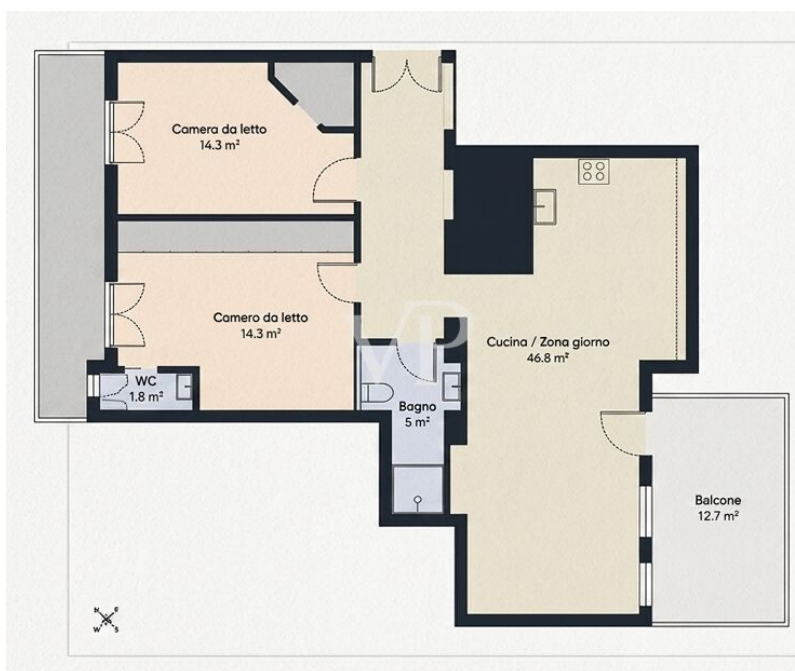 Camera da letto
14.3 m²
Camero da letto
14.3 m²
VP
Cucina / Zona giorno
46.8 m²
WC
1.8 m²
Bagno
5 m²
Balcone
12.7 m²
N
W S